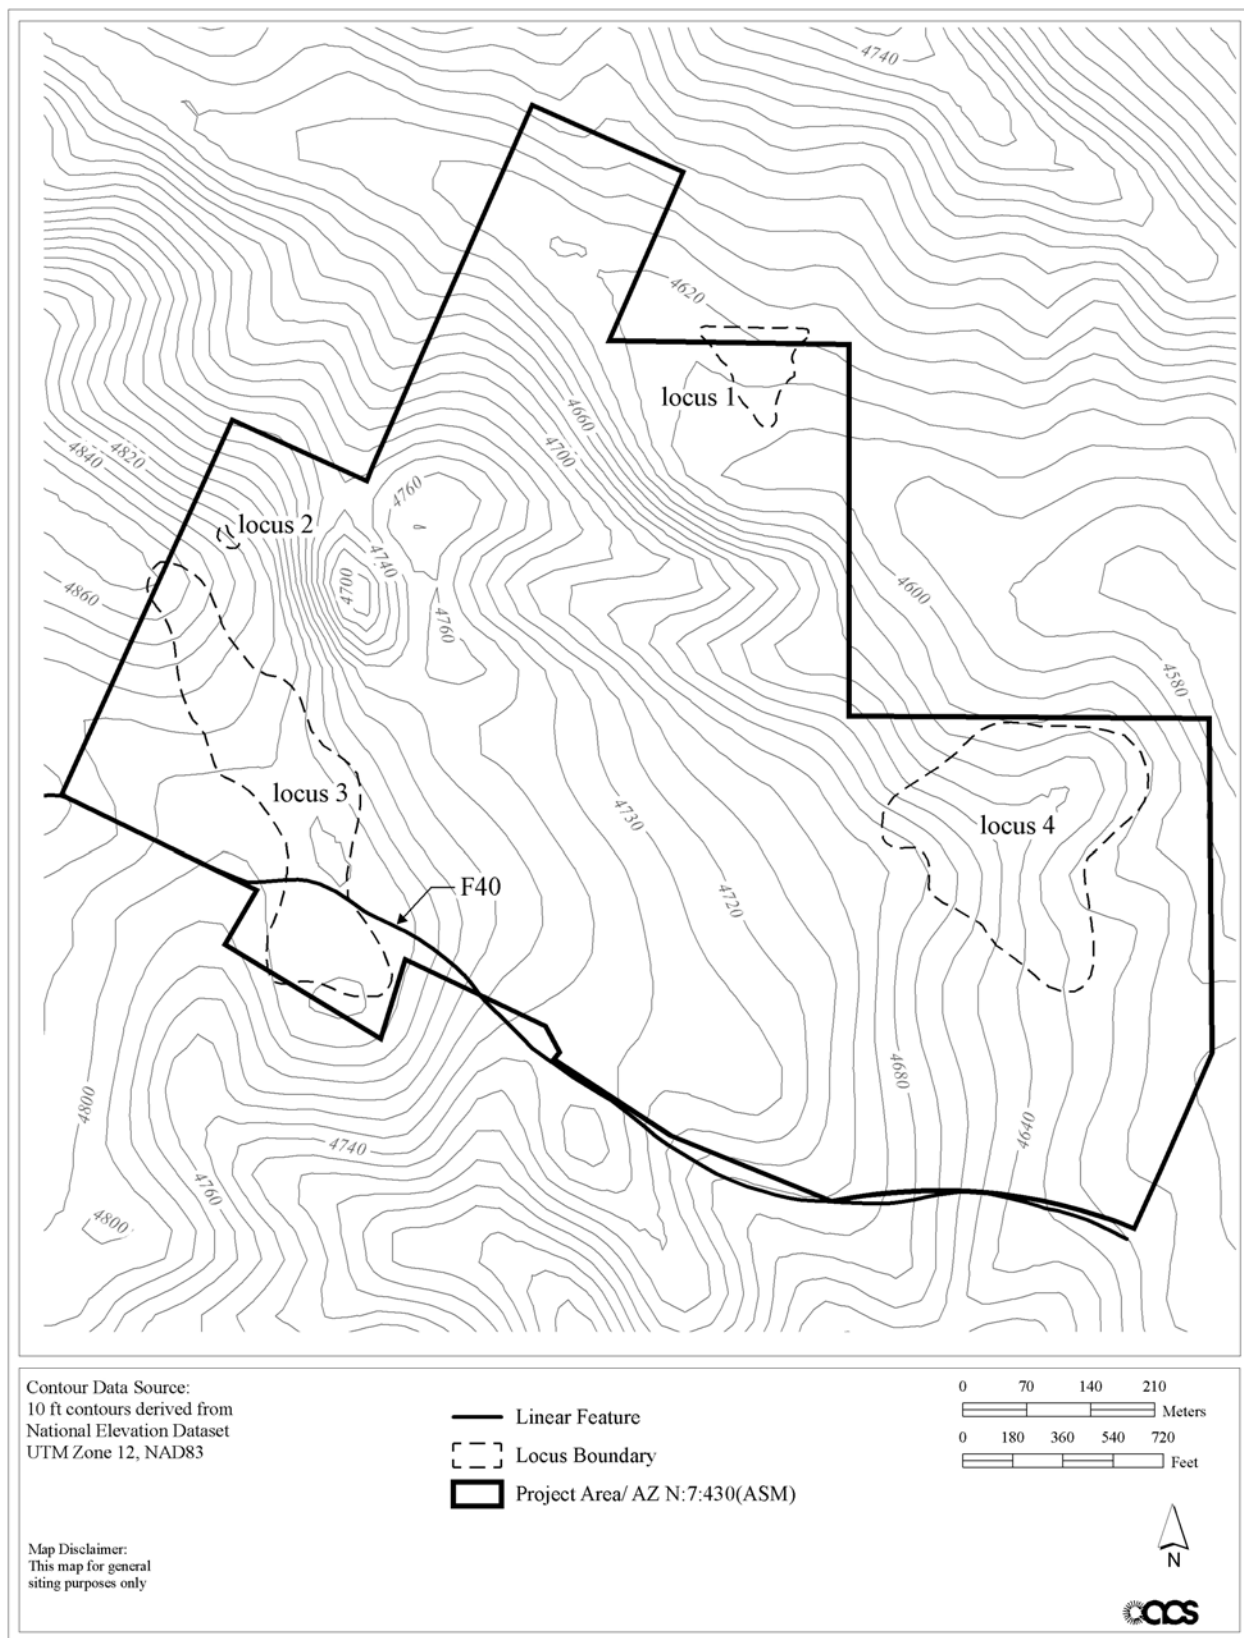 4740
4620
locus 1
4660
4700
4820
4840
4760
locus 2
4740
4700
4860
4600
4760
4580
locus 3
4730
locus 4
4720
F40
4680
4800
4640
4740
4760
4800
Contour Data Source:
10 ft contours derived from
National Elevation Dataset
UTM Zone 12, NAD83
Map Disclaimer:
This map for general
siting purposes only
Linear Feature
Locus Boundary
Project Area/ AZ N:7:430(ASM)
0 70 140 210
Meters
0 180 360 540 720
Feet
N
acs